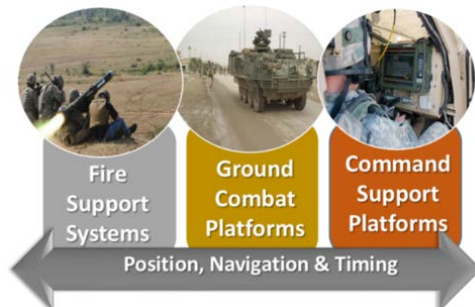 Fire
Support
Systems
Ground
Combat
Platforms
Command
Support
Platforms
Position, Navigation & Timing